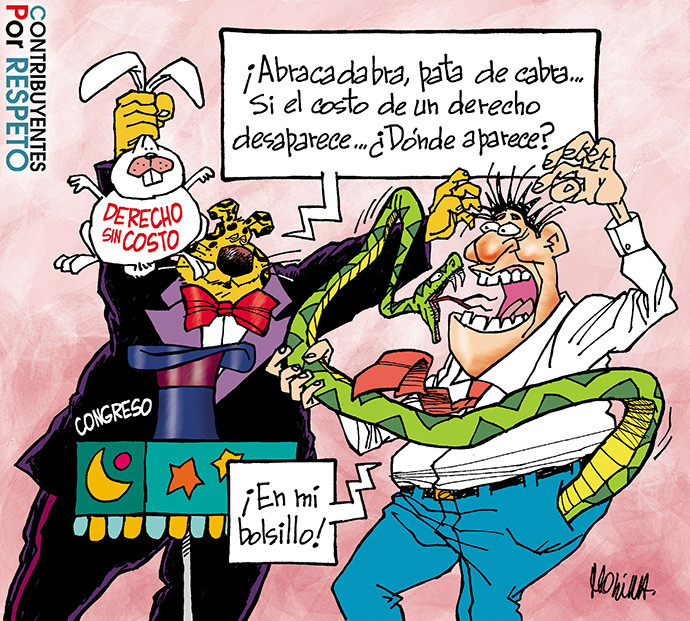 CONTRIBUYENTES
Por RESPETO
¡Abracadabra, pata de cabra...
Si el costo de un derecho
desaparece... ¿Dónde aparece?
DERECHO
SIN COSTO
CONGRESO
¡En mi
bolsillo!